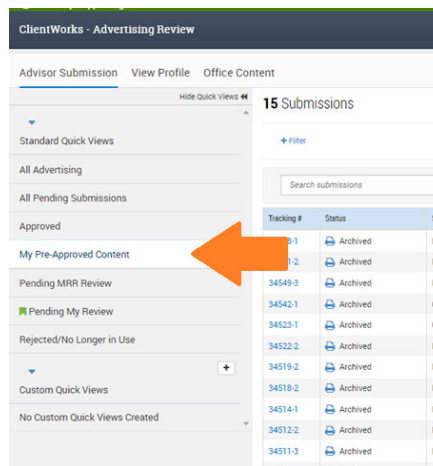 ClientWorks - Advertising Review
Advisor Submission View Profile Office Content
Hide Quick Views
15 Submissions
Standard Quick Views
+ Filter
All Advertising
Search submissions
All Pending Submissions
Tracking # Status
Approved
8-1 Archived
My Pre-Approved Content
1-2 Archived
Pending MRR Review
34549-3 Archived
Pending My Review
34542-1 Archived
34523-1 Archived
Rejected/No Longer in Use
34522-2 Archived
+
34519-2 Archived
Custom Quick Views
34518-2 Archived
34514-1 Archived
No Custom Quick Views Created
34512-2 Archived
34511-3 Archived